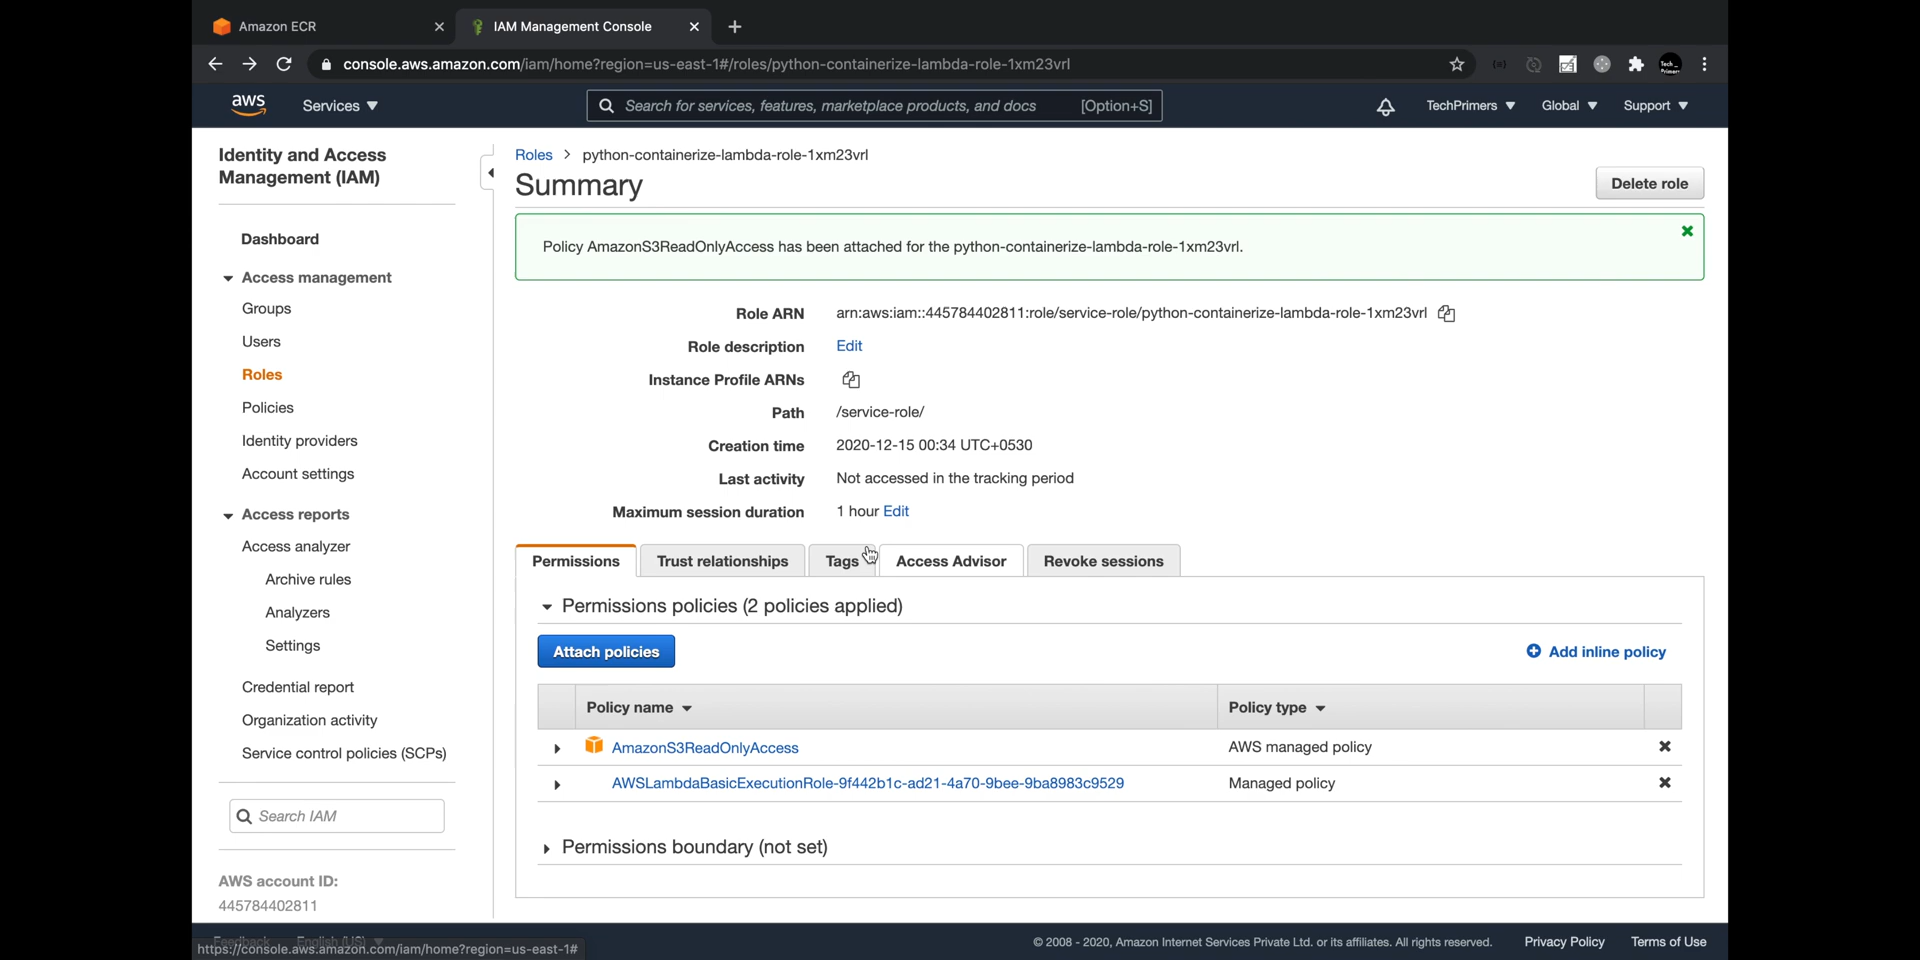 Amazon ECR
IAM Management Console
console.aws.amazon.com/iam/home?region=us-east-1#/roles/python-containerize-lambda-role-1xm23vrl
aws
Services
Search for services, features, marketplace products, and docs [Option+S]
TechPrimers
Global
Support
Identity and Access
Management (IAM)
Dashboard
Access management
Groups
Users
Roles
Policies
Identity providers
Account settings
Access reports
Access analyzer
Archive rules
Analyzers
Settings
Credential report
Organization activity
Service control policies (SCPs)
Search IAM
AWS account ID:
445784402811
Roles > python-containerize-lambda-role-1xm23vrl
Summary
Delete role
Policy AmazonS3ReadOnlyAccess has been attached for the python-containerize-lambda-role-1xm23vrl.
Role ARN arn:aws:iam::445784402811:role/service-role/python-containerize-lambda-role-1xm23vrl
Role description Edit
Instance Profile ARNs
Path /service-role/
Creation time 2020-12-15 00:34 UTC+0530
Last activity Not accessed in the tracking period
Maximum session duration 1 hour Edit
Permissions
Trust relationships
Tags
Access Advisor
Revoke sessions
Permissions policies (2 policies applied)
Attach policies
Add inline policy
Policy name
Policy type
AmazonS3ReadOnlyAccess AWS managed policy
AWSLambdaBasicExecutionRole-9f442b1c-ad21-4a70-9bee-9ba8983c9529 Managed policy
Permissions boundary (not set)
Feedback English (US)
https://console.aws.amazon.com/iam/home?region=us-east-1#
© 2008 - 2020, Amazon Internet Services Private Ltd. or its affiliates. All rights reserved.
Privacy Policy
Terms of Use